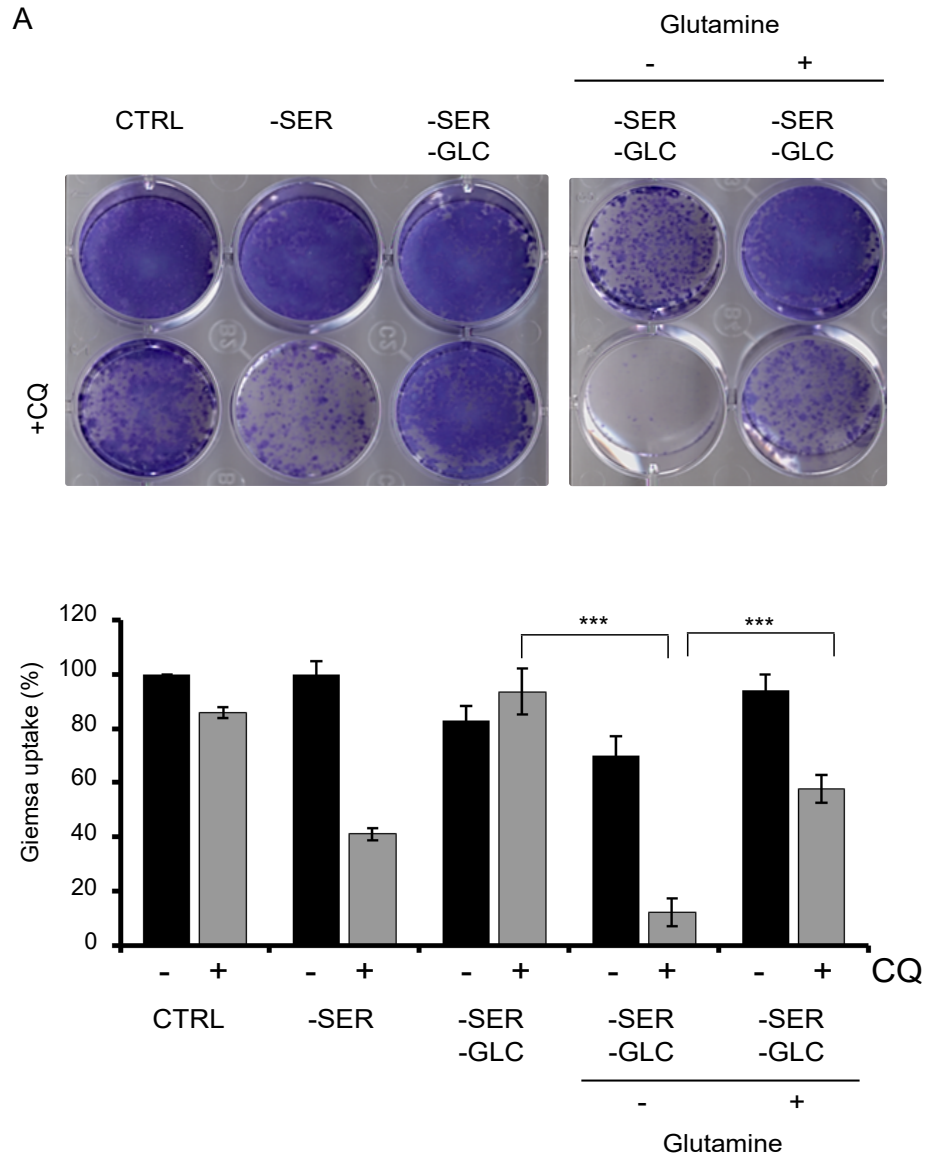 A
Glutamine
- +
CTRL -SER -SER -SER -SER
-GLC -GLC -GLC
+CQ
120
100
80
60
40
20
0
Giemsa uptake (%)
*** ***
- + - + - + - + - + CQ
CTRL -SER -SER -SER -SER
-GLC -GLC -GLC
- +
Glutamine